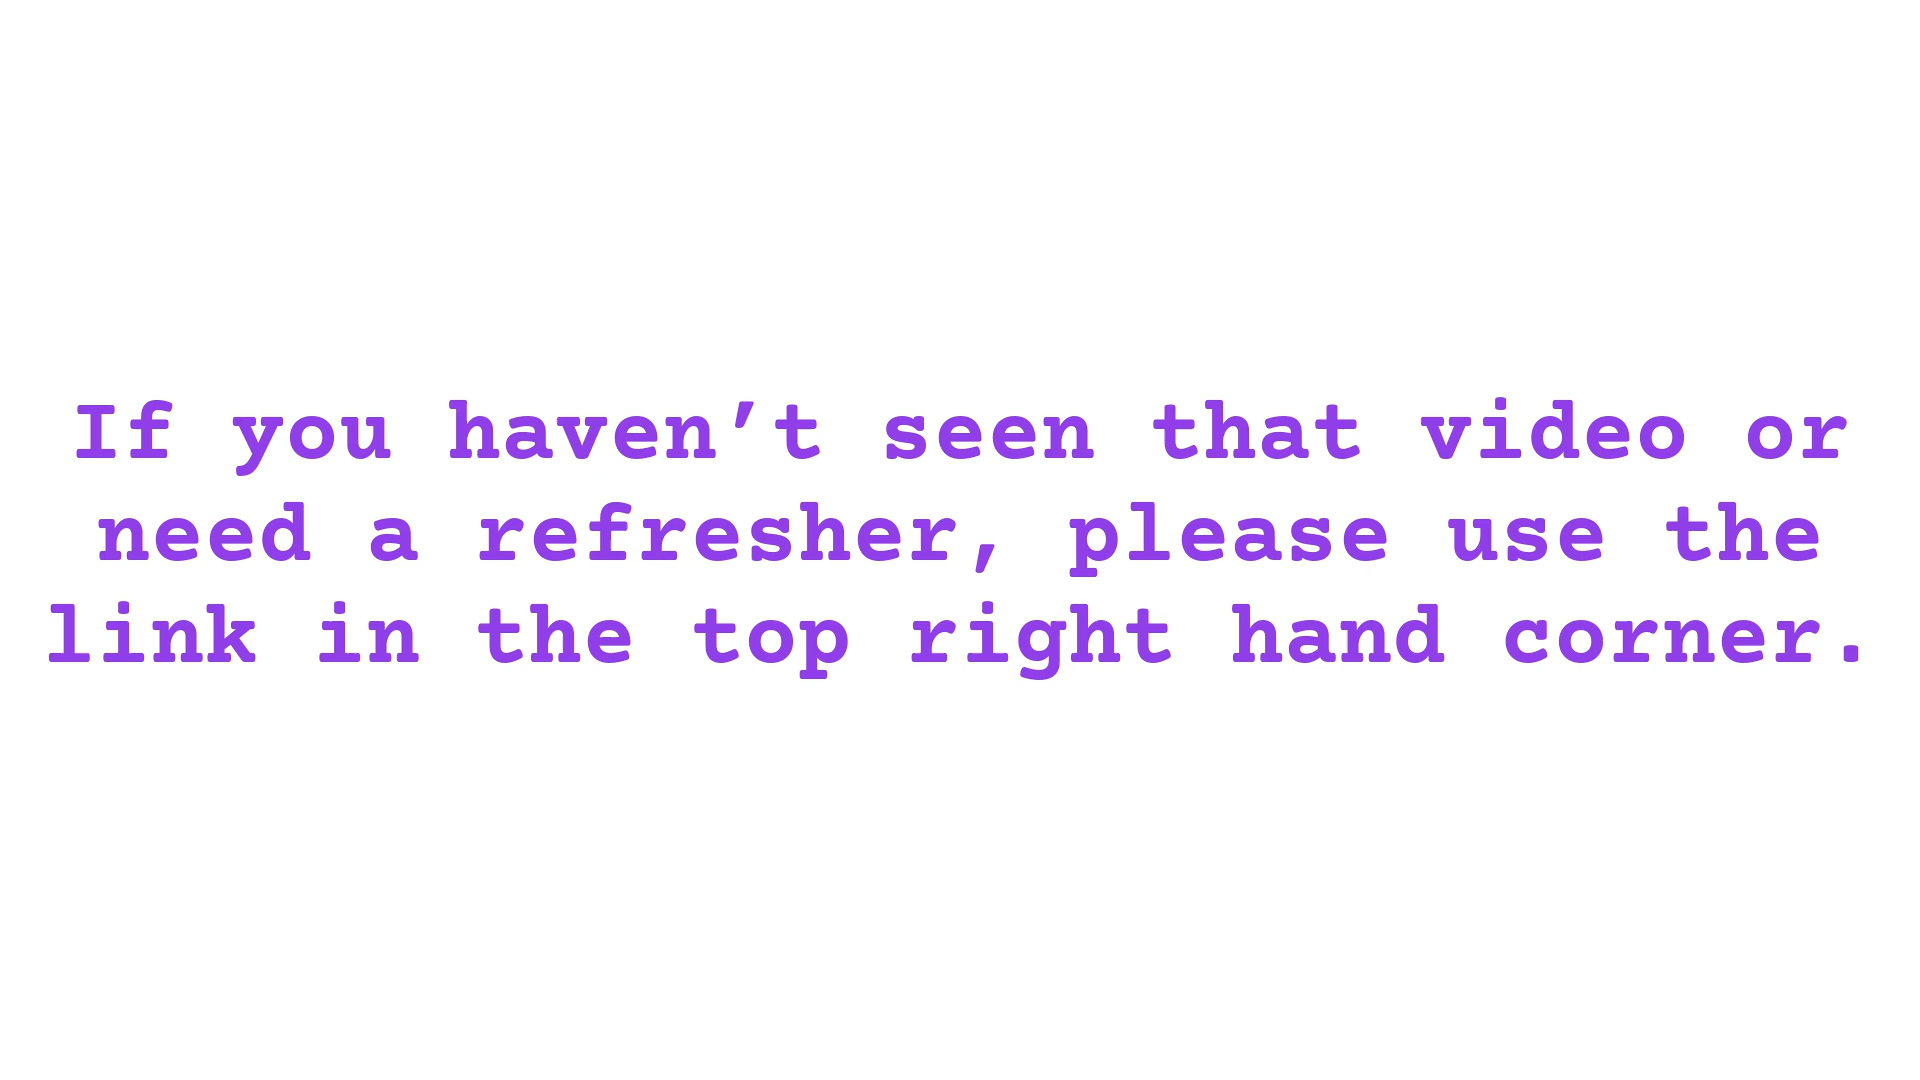 If you haven’t seen that video or
need a refresher, please use the
link in the top right hand corner.